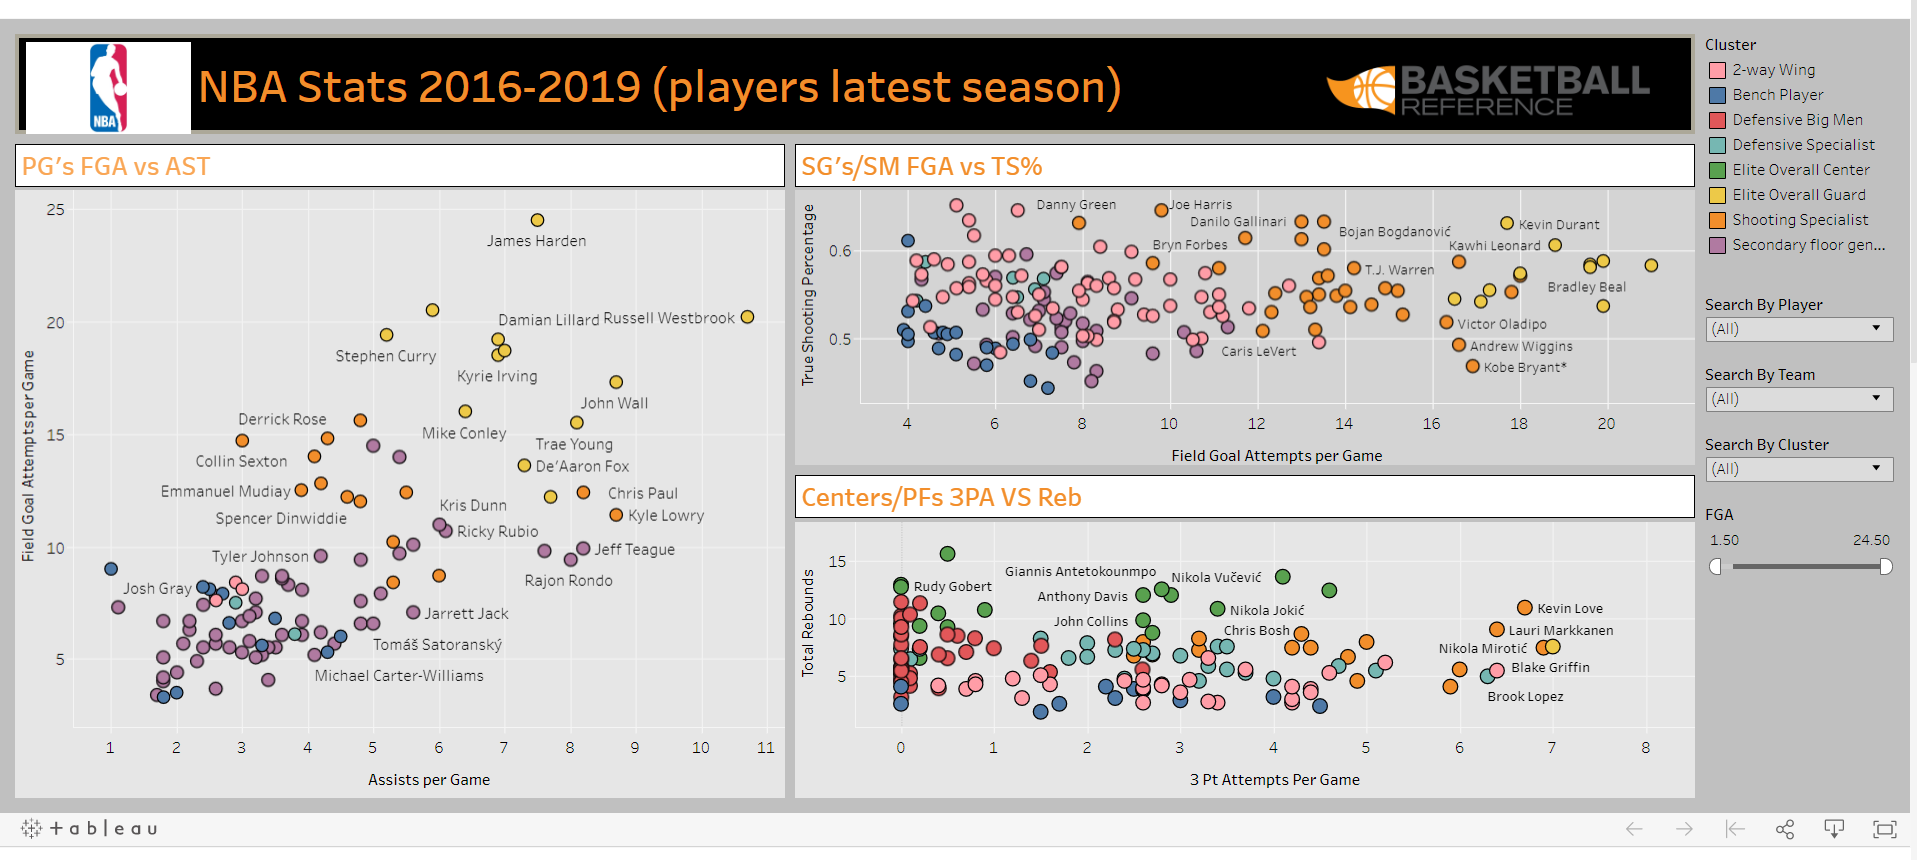 NBA
NBA Stats 2016-2019 (players latest season)
BASKETBALL
REFERENCE
PG's FGA vs AST
Field Goal Attempts per Game
25
20
15
10
5
James Harden
Damian Lillard
Russell Westbrook
Stephen Curry
Kyrie Irving
John Wall
Derrick Rose
Mike Conley
Trae Young
Collin Sexton
De'Aaron Fox
Emmanuel Mudiay
Chris Paul
Kris Dunn
Spencer Dinwiddie
Kyle Lowry
Ricky Rubio
Tyler Johnson
Jeff Teague
Rajon Rondo
Josh Gray
Jarrett Jack
Tomáš Satoranský
Michael Carter-Williams
1 2 3 4 5 6 7 8 9 10 11
Assists per Game
SG's/SM FGA vs TS%
True Shooting Percentage
0.6
0.5
Danny Green
Joe Harris
Danilo Gallinari
Kevin Durant
Bojan Bogdanović
Bryn Forbes
Kawhi Leonard
T.J. Warren
Bradley Beal
Victor Oladipo
Caris LeVert
Andrew Wiggins
Kobe Bryant*
4 6 8 10 12 14 16 18 20
Field Goal Attempts per Game
Centers/PFs 3PA VS Reb
Total Rebounds
15
10
5
Giannis Antetokounmpo
Nikola Vučević
Rudy Gobert
Anthony Davis
Nikola Jokić
Kevin Love
John Collins
Chris Bosh
Lauri Markkanen
Nikola Mirotić
Blake Griffin
Brook Lopez
0 1 2 3 4 5 6 7 8
3 Pt Attempts Per Game
Cluster
2-way Wing
Bench Player
Defensive Big Men
Defensive Specialist
Elite Overall Center
Elite Overall Guard
Shooting Specialist
Secondary floor gen...
Search By Player
(All)
Search By Team
(All)
Search By Cluster
(All)
FGA
1.50 24.50
+ableau